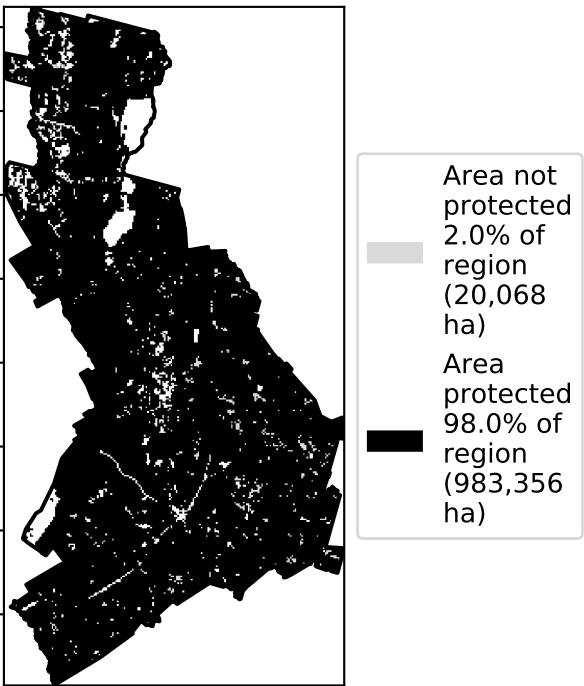 Area not
protected
2.0% of
region
(20,068
ha)
Area
protected
98.0% of
region
(983,356
ha)